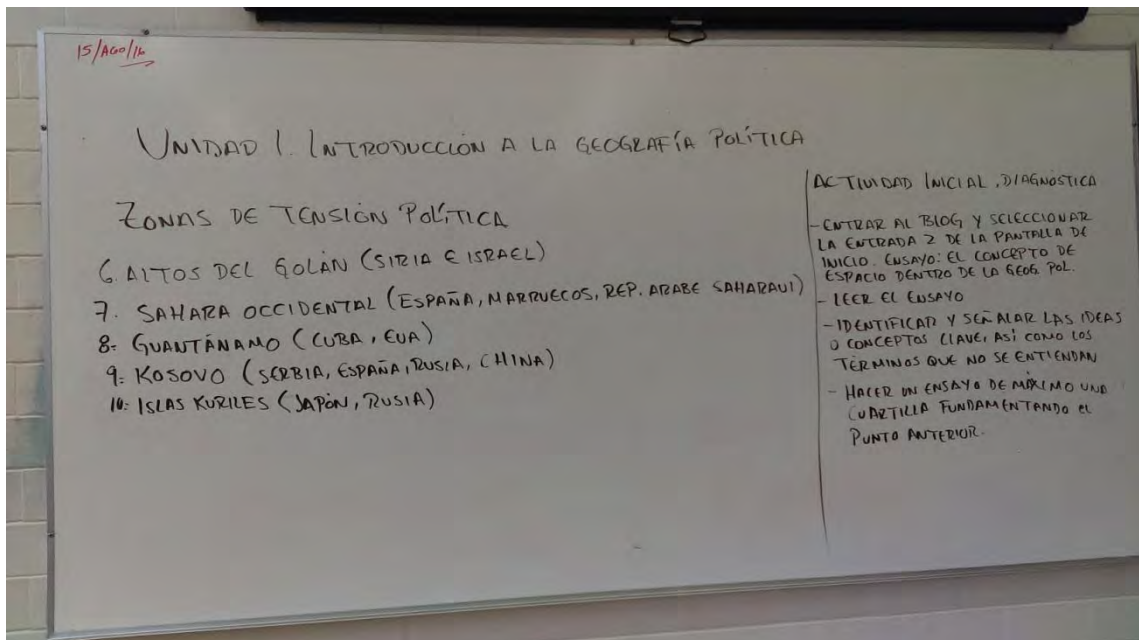 15/AGO/16
UNIDAD 1. INTRODUCCIÓN A LA GEOGRAFÍA POLÍTICA
ZONAS DE TENSIÓN POLÍTICA
6. ALTOS DEL GOLÁN (SIRIA E ISRAEL)
7. SAHARA OCCIDENTAL (ESPAÑA, MARRUECOS, REP. ARABE SAHARAUI)
8. GUANTÁNAMO (CUBA, EUA)
9. KOSOVO (SERBIA, ESPAÑA, RUSIA, CHINA)
10. ISLAS KURILES (JAPÓN, RUSIA)
ACTIVIDAD INICIAL. DIAGNÓSTICA
- ENTRAR AL BLOG Y SELECCIONAR
LA ENTRADA 2 DE LA PANTALLA DE
INICIO. ENSAYO: EL CONCEPTO DE
ESPACIO DENTRO DE LA GEOG. POL.
- LEER EL ENSAYO
- IDENTIFICAR Y SEÑALAR LAS IDEAS
O CONCEPTOS CLAVE, ASÍ COMO LOS
TÉRMINOS QUE NO SE ENTIENDAN
- HACER UN ENSAYO DE MÁXIMO UNA
CUARTILLA FUNDAMENTANDO EL
PUNTO ANTERIOR.